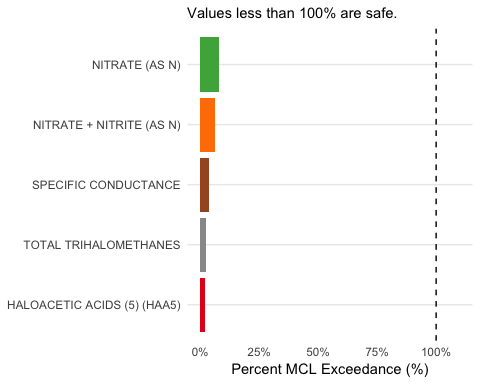 Values less than 100% are safe.
NITRATE (AS N)
NITRATE + NITRITE (AS N)
SPECIFIC CONDUCTANCE
TOTAL TRIHALOMETHANES
HALOACETIC ACIDS (5) (HAA5)
0% 25% 50% 75% 100%
Percent MCL Exceedance (%)